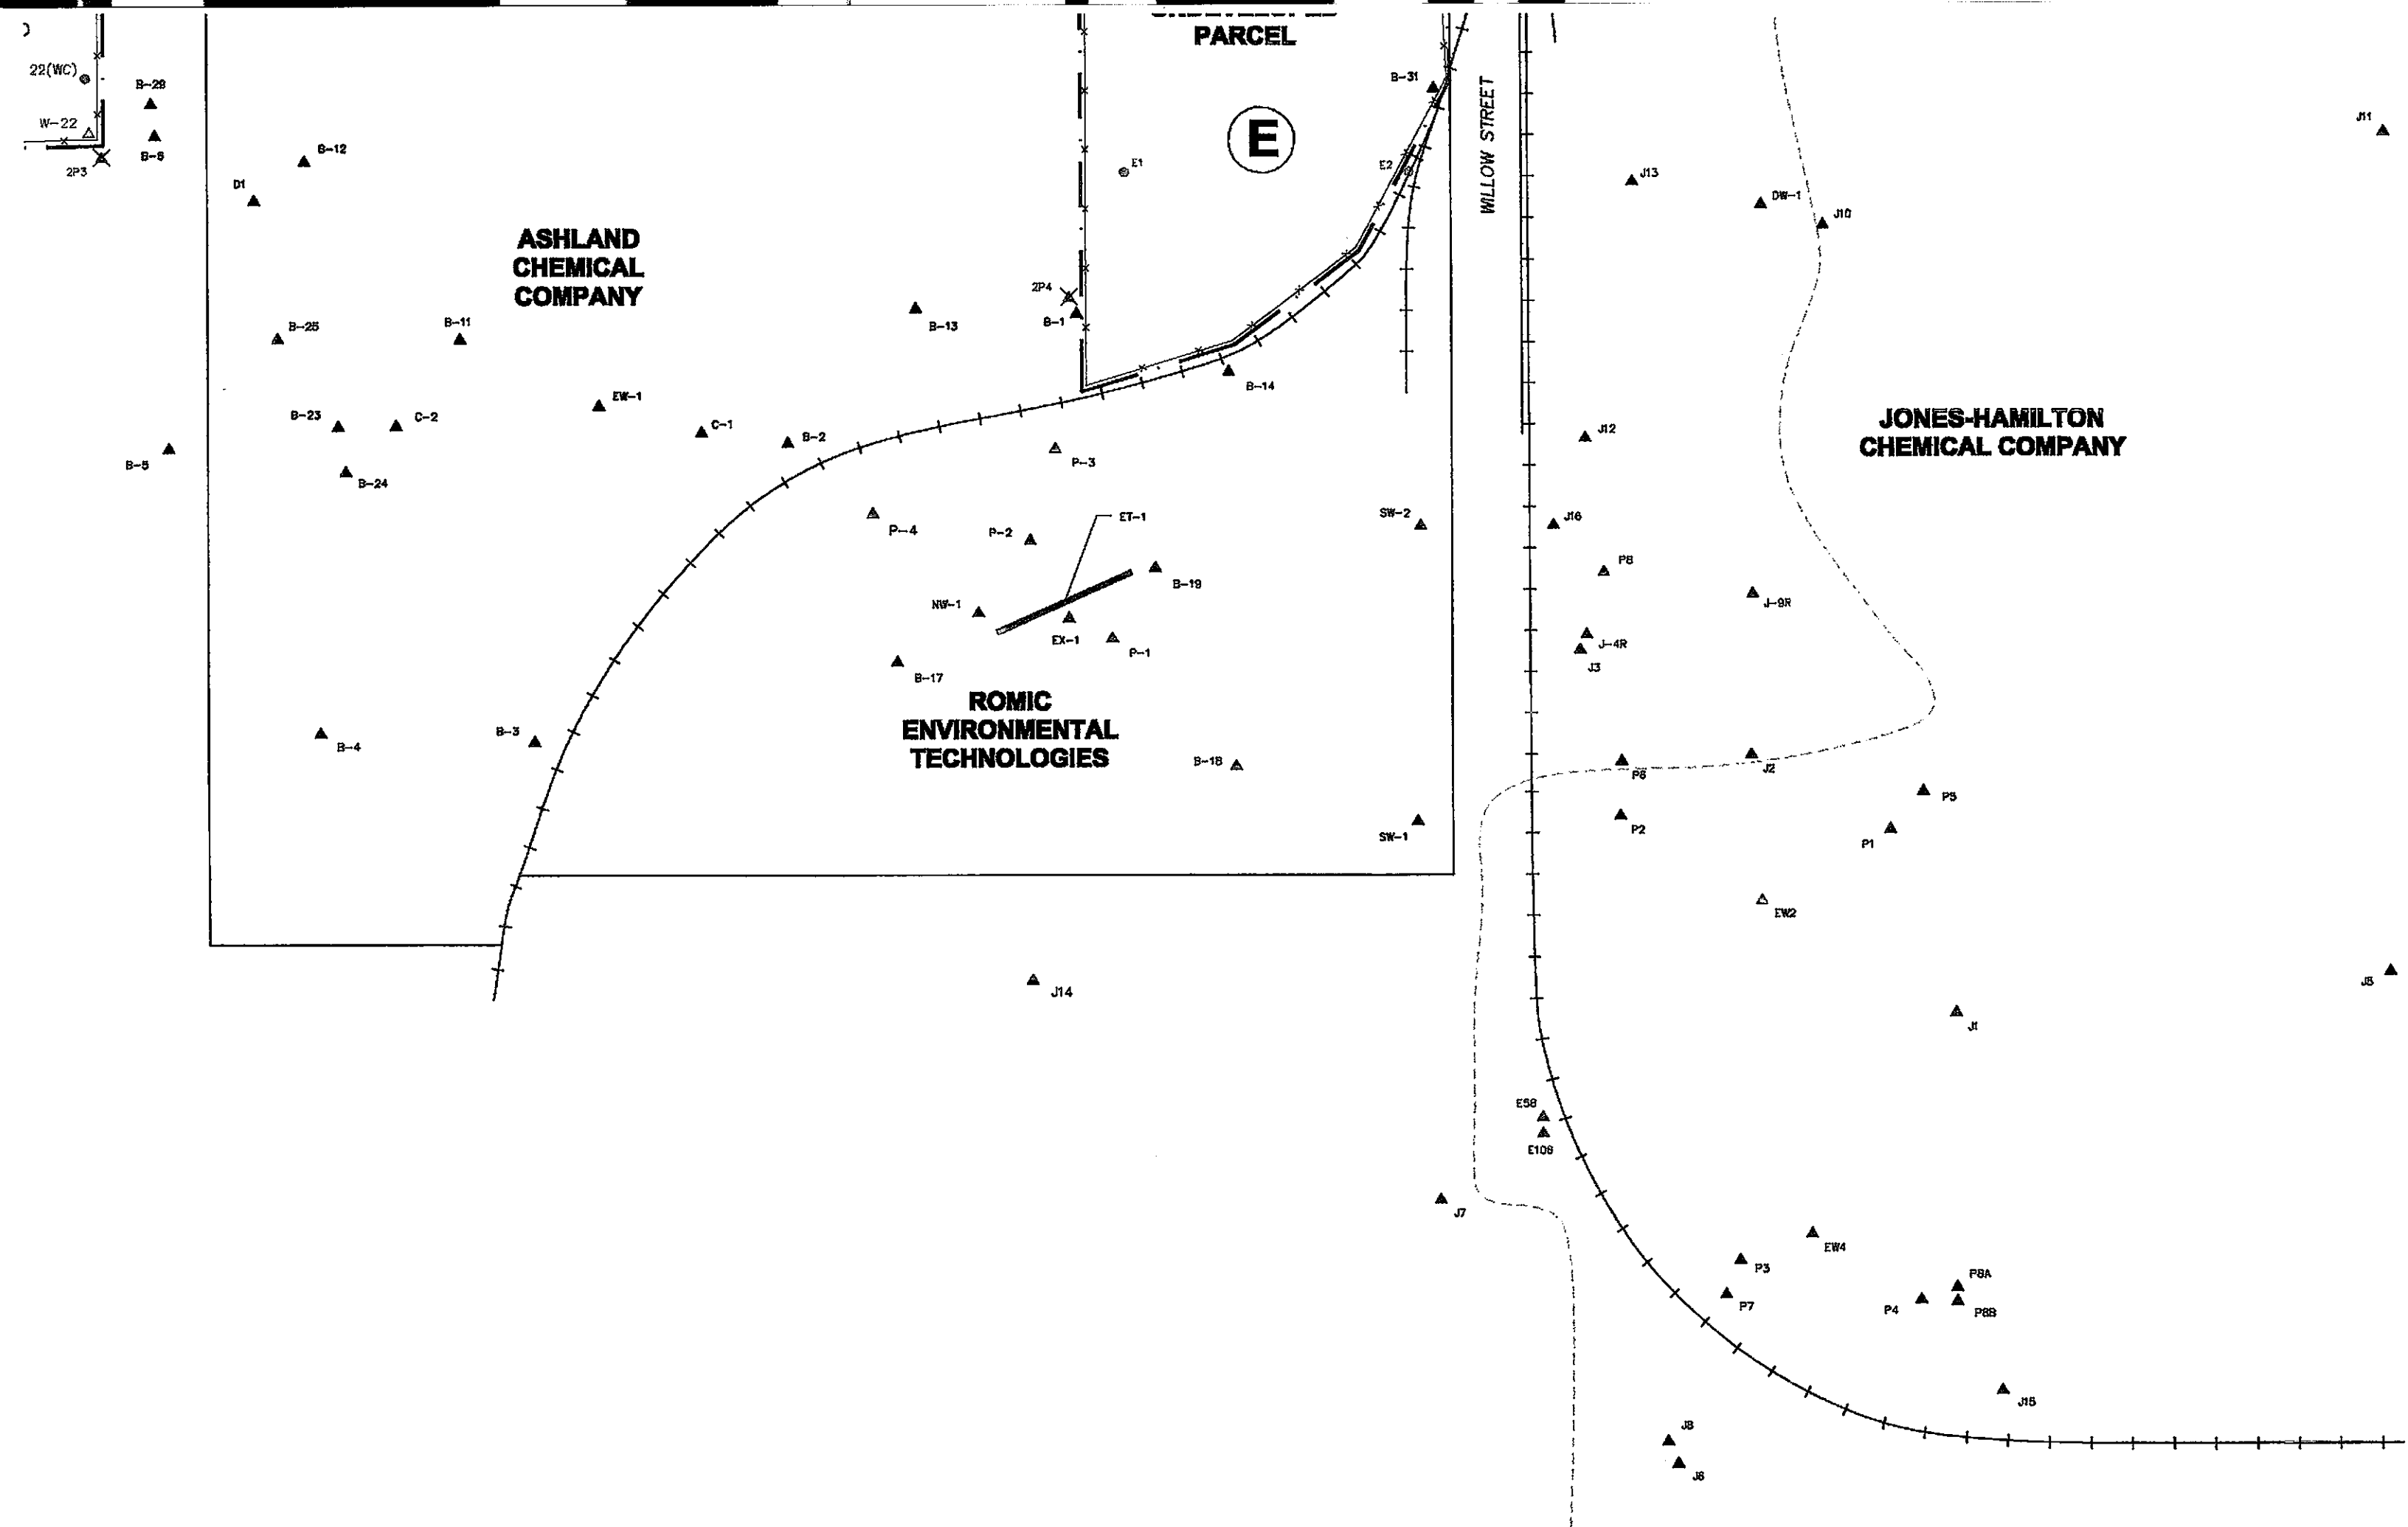 PARCEL
22(WC)
B-31
B-29
W-22
B-12
J11
2P3
E1
E
E2
WILLOW STREET
J13
D1
DW-1
J10
ASHLAND
CHEMICAL
COMPANY
2P4
B-25
B-11
B-13
B-1
B-14
EW-1
B-23
C-2
C-1
B-2
J12
JONES-HAMILTON
CHEMICAL COMPANY
B-5
B-24
P-3
P-4
P-2
ET-1
SW-2
J16
B-19
P8
NW-1
J-9R
EX-1
P-1
J-4R
J3
B-17
ROMIC
ENVIRONMENTAL
TECHNOLOGIES
B-4
B-3
B-18
P6
J2
P5
SW-1
P2
P1
EW2
J14
J5
J1
J7
EW4
P3
P7
P4
P8B
J15
J6